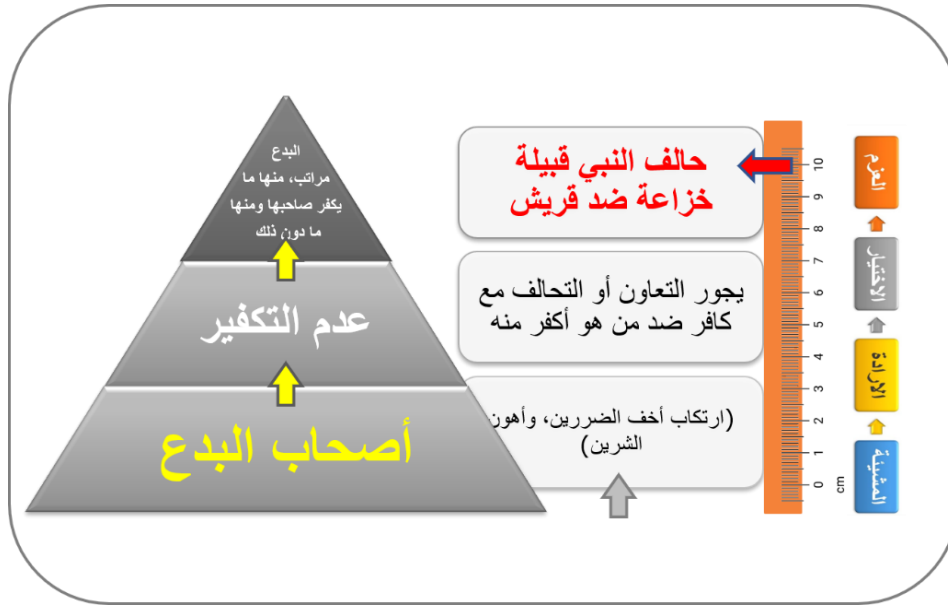 البدع
مراتب، منها ما
يكفر صاحبها ومنها
ما دون ذلك
عدم التكفير
أصحاب البدع
حالف النبي قبيلة
خزاعة ضد قريش
يجور التعاون أو التحالف مع
كافر ضد من هو أكفر منه
(ارتكاب أخف الضررين، وأهون
الشرين)
10
9
8
7
6
5
4
3
2
1
0
cm
العزم
الاختيار
الارادة
المشيئة